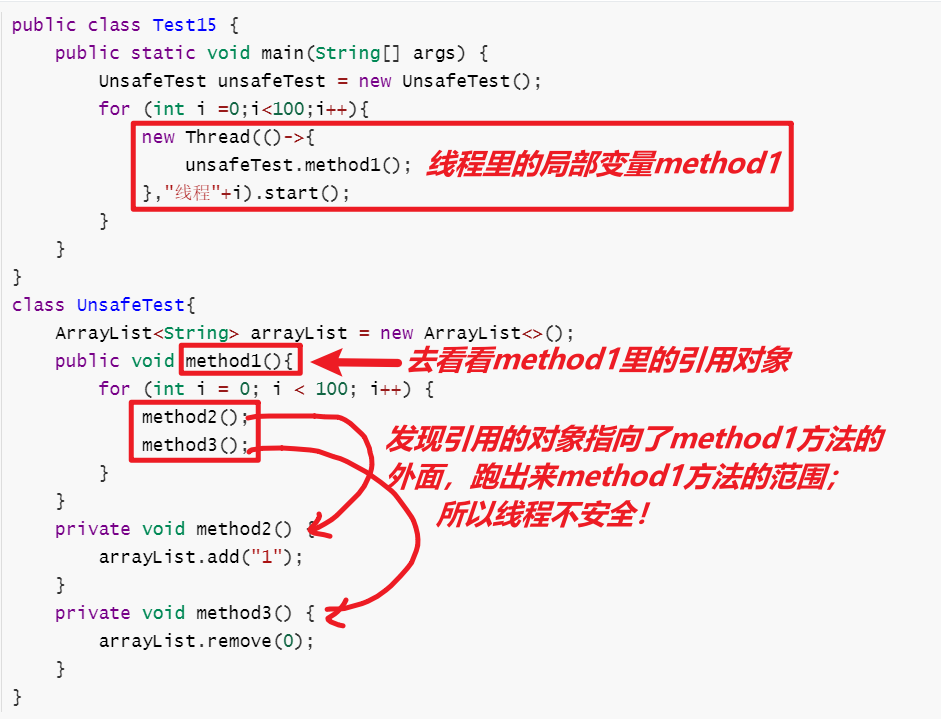 public class Test15 {
public static void main(String[] args) {
UnsafeTest unsafeTest = new UnsafeTest();
for (int i =0;i<100;i++){
new Thread(()->{
unsafeTest.method1(); 线程里的局部变量method1
},"线程"+i).start();
}
}
}
class UnsafeTest{
ArrayList<String> arrayList = new ArrayList<>();
public void method1(){ 去看看method1里的引用对象
for (int i = 0; i < 100; i++) {
method2();
发现引用的对象指向了method1方法的
method3();
外面，跑出来method1方法的范围；
}
所以线程不安全！
}
private void method2() {
arrayList.add("1");
}
private void method3() {
arrayList.remove(0);
}
}